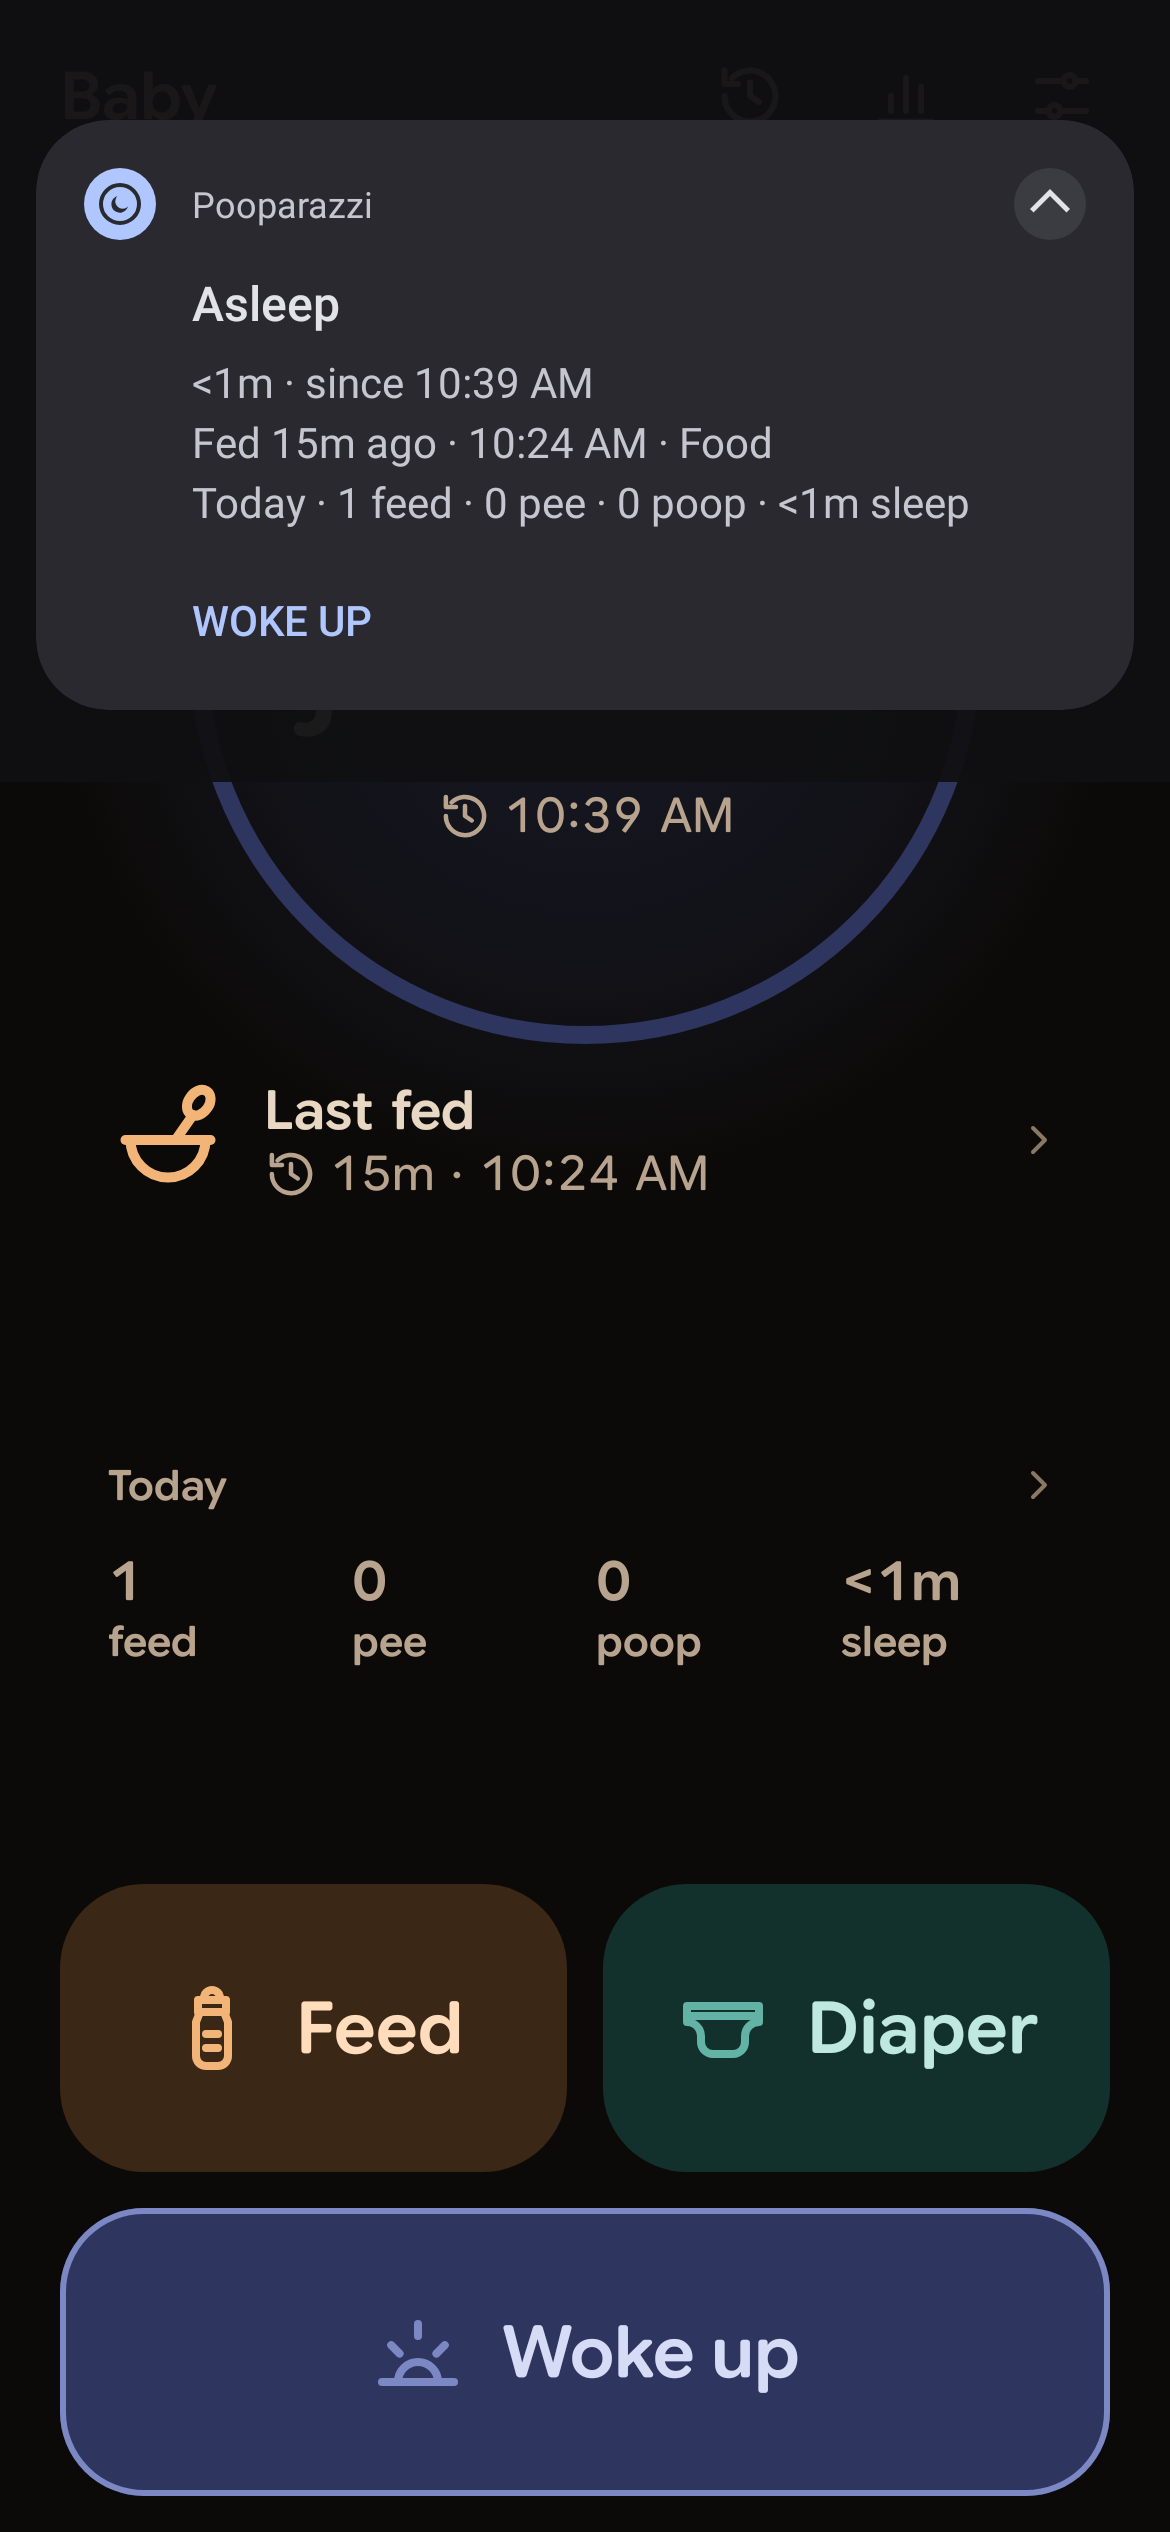 Baby
Pooparazzi
Asleep
<1m · since 10:39 AM
Fed 15m ago · 10:24 AM · Food
Today · 1 feed · 0 pee · 0 poop · <1m sleep
WOKE UP
10:39 AM
Last fed
15m · 10:24 AM
Today
1 0 0 <1m
feed pee poop sleep
Feed Diaper
Woke up